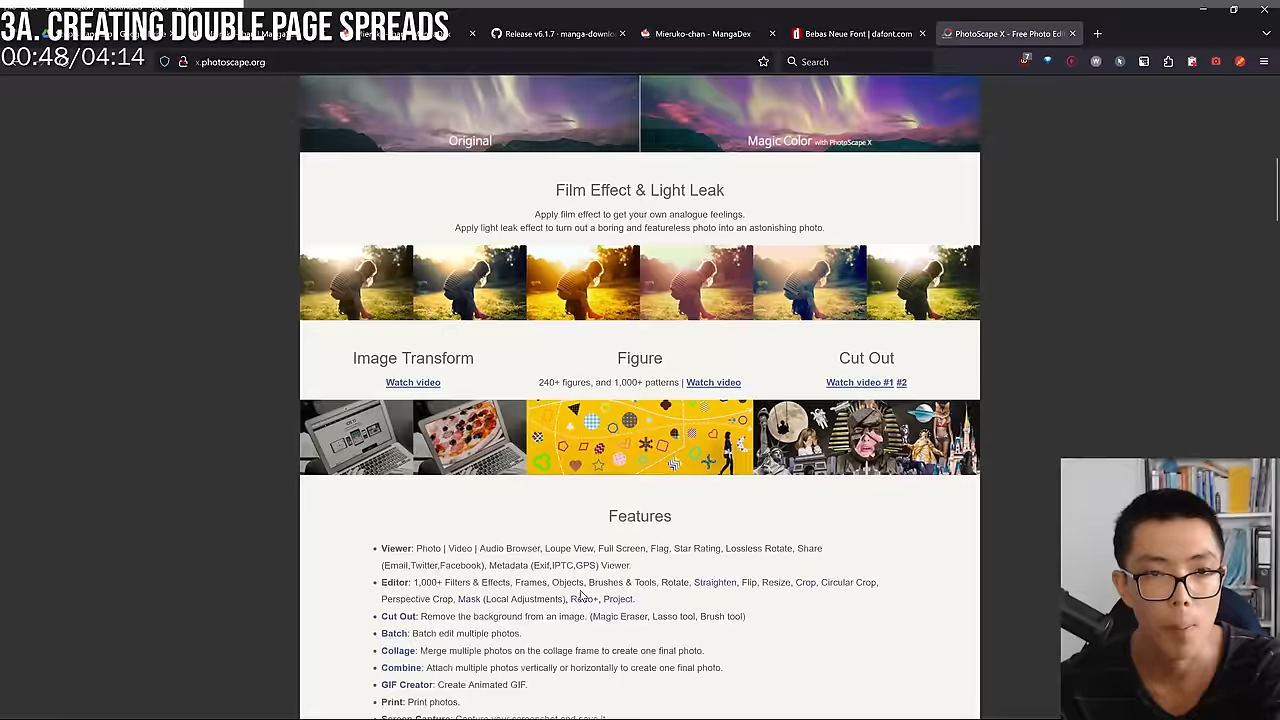 3A. CREATING DOUBLE PAGE SPREADS
00:48/04:14
Release v6.1.7 · manga-downlo
Mieruko-chan - MangaDex
Bebas Neue Font | dafont.com
PhotoScape X - Free Photo Edi
x.photoscape.org
Search
Original
Magic Color with PhotoScape X
Film Effect & Light Leak
Apply film effect to get your own analogue feelings.
Apply light leak effect to turn out a boring and featureless photo into an astonishing photo.
Image Transform
Watch video
Figure
240+ figures, and 1,000+ patterns | Watch video
Cut Out
Watch video #1 #2
Features
Viewer: Photo | Video | Audio Browser, Loupe View, Full Screen, Flag, Star Rating, Lossless Rotate, Share
(Email,Twitter,Facebook), Metadata (Exif,IPTC,GPS) Viewer.
Editor: 1,000+ Filters & Effects, Frames, Objects, Brushes & Tools, Rotate, Straighten, Flip, Resize, Crop, Circular Crop,
Perspective Crop, Mask (Local Adjustments), Project.
Cut Out: Remove the background from an image. (Magic Eraser, Lasso tool, Brush tool)
Batch: Batch edit multiple photos.
Collage: Merge multiple photos on the collage frame to create one final photo.
Combine: Attach multiple photos vertically or horizontally to create one final photo.
GIF Creator: Create Animated GIF.
Print: Print photos.
Screen Capture: Capture your screenshot and save it.